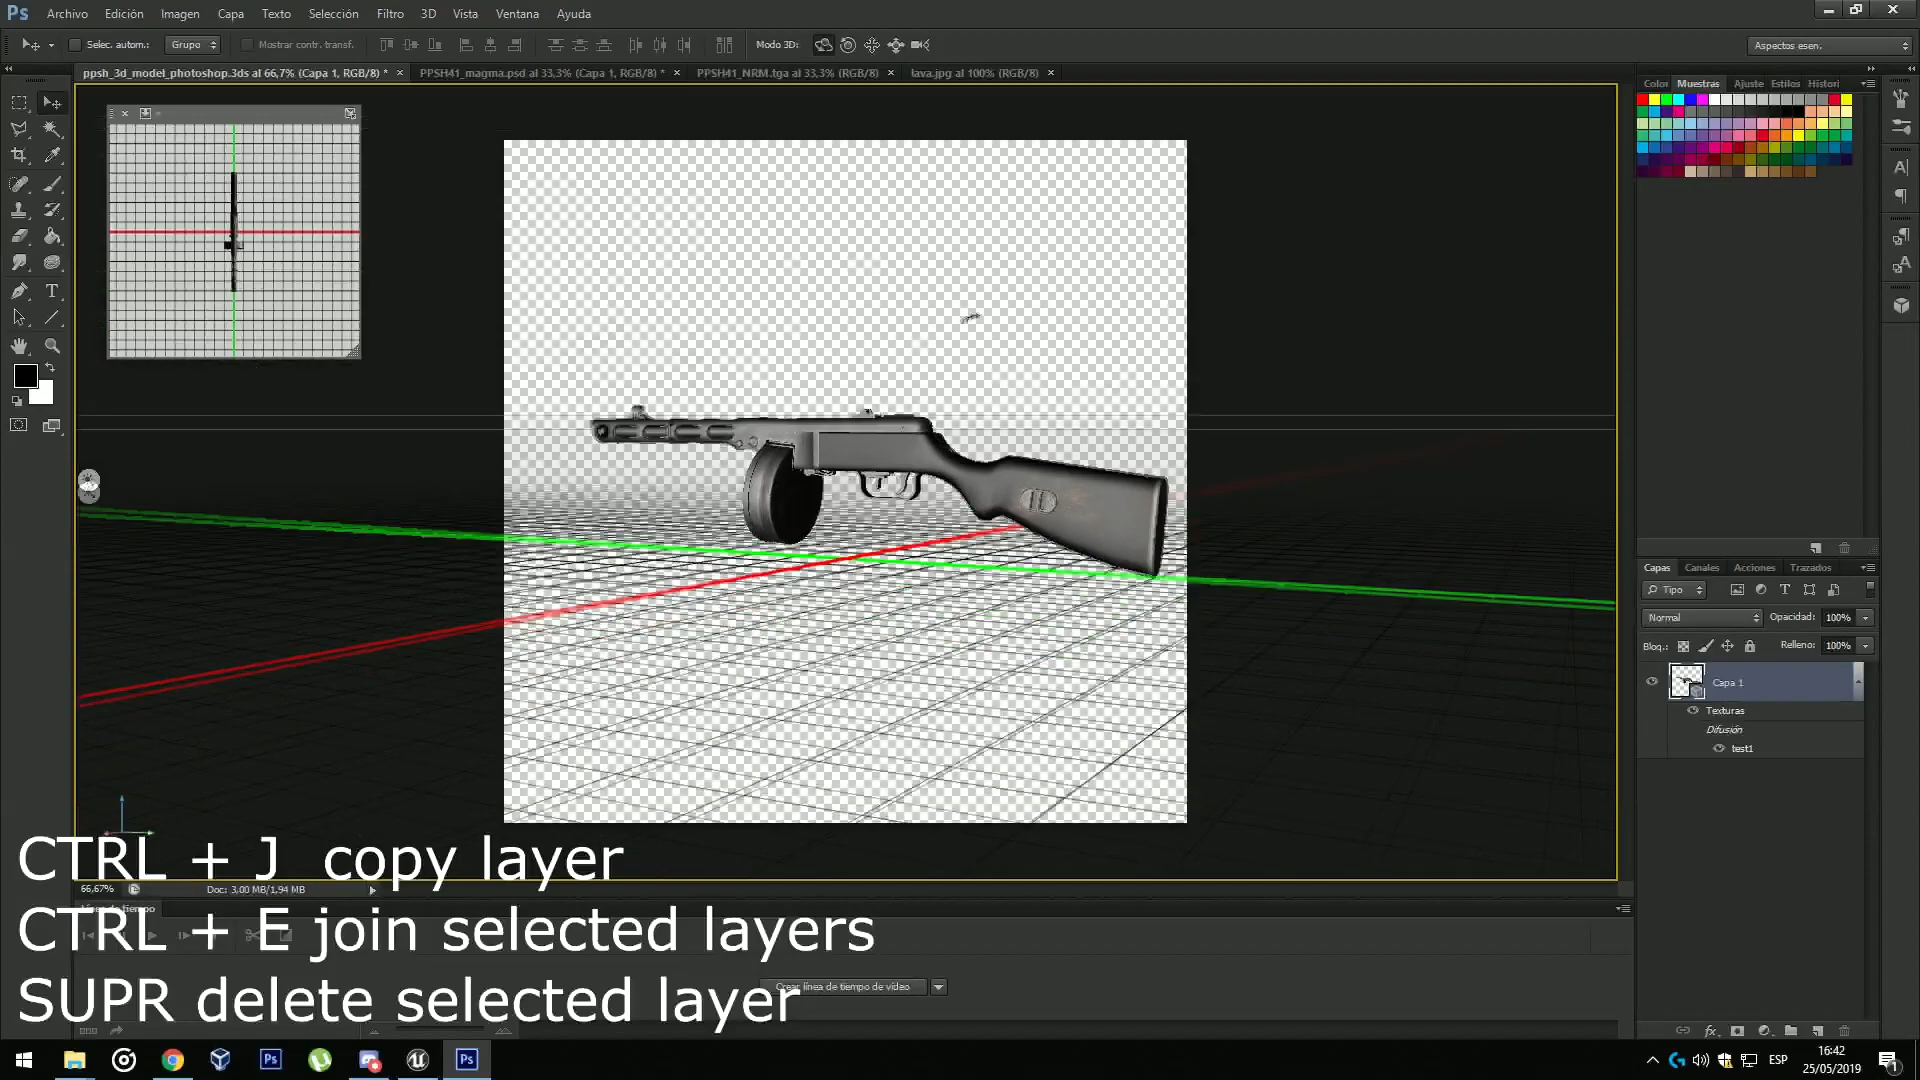 Ps Archivo Edición Imagen Capa Texto Selección Filtro 3D Vista Ventana Ayuda
Selec. autom.: Grupo Mostrar contr. transf. Modo 3D: Aspectos esen.
ppsh_3d_model_photoshop.3ds al 66,7% (Capa 1, RGB/8) * × PPSH41_magma.psd al 33,3% (Capa 1, RGB/8) * × PPSH41_NRM.tga al 33,3% (RGB/8) × lava.jpg al 100% (RGB/8) ×
Color Muestras Ajuste Estilos Histori
Capas Canales Acciones Trazados
Tipo
Normal Opacidad: 100%
Bloq.: Relleno: 100%
Capa 1
Texturas
Difusión
test1
CTRL + J copy layer
66,67% Doc: 3,00 MB/1,94 MB
Línea de tiempo
CTRL + E join selected layers
Crear línea de tiempo de vídeo
SUPR delete selected layer
ESP
16:42
25/05/2019
1